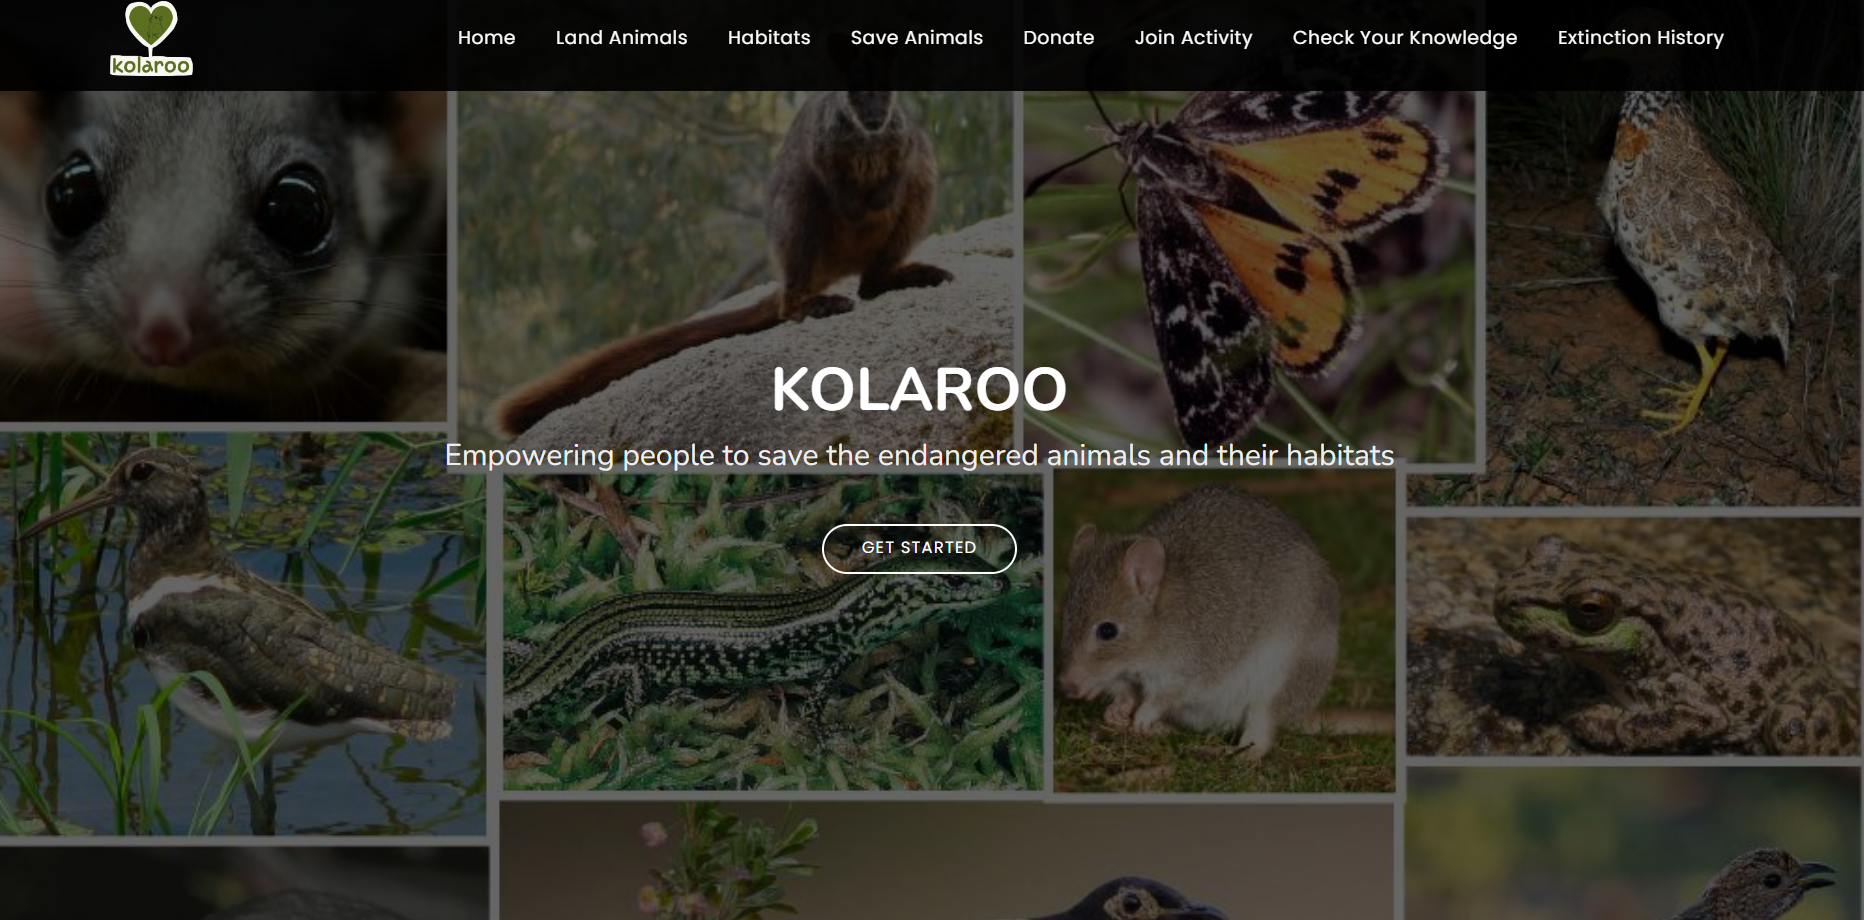 kolaroo
Home Land Animals Habitats Save Animals Donate Join Activity Check Your Knowledge Extinction History
KOLAROO
Empowering people to save the endangered animals and their habitats
GET STARTED